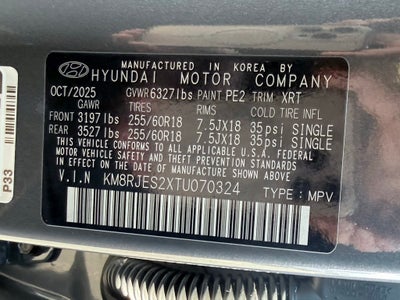 MANUFACTURED IN KOREA BY
HYUNDAI MOTOR COMPANY
OCT/2025 GVWR 6327lbs PAINT PE2 TRIM XRT
GAWR TIRES RIMS COLD TIRE INFL
FRONT 3197lbs 255/60R18 7.5JX18 35psi SINGLE
REAR 3527lbs 255/60R18 7.5JX18 35psi SINGLE
THIS VEHICLE CONFORMS TO ALL APPLICABLE
U.S. FEDERAL MOTOR VEHICLE SAFETY AND
THEFT PREVENTION STANDARDS IN EFFECT ON
THE DATE OF MANUFACTURE SHOWN ABOVE.
V.I.N KM8RJES2XTU070324 TYPE: MPV
P33